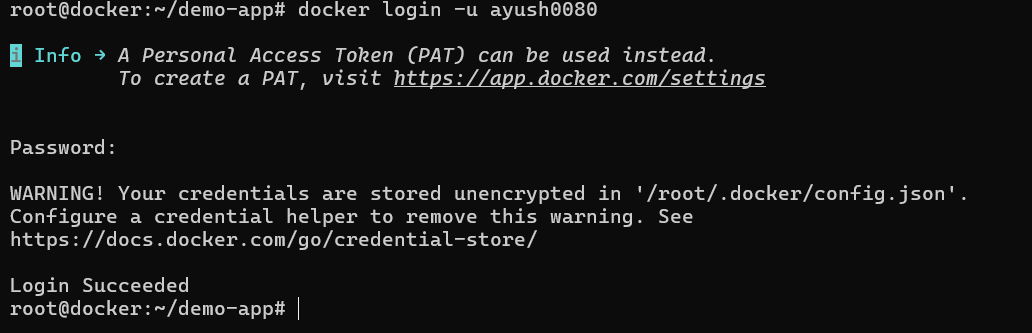 root@docker:~/demo-app# docker login -u ayush0080
i Info → A Personal Access Token (PAT) can be used instead.
To create a PAT, visit https://app.docker.com/settings
Password:
WARNING! Your credentials are stored unencrypted in '/root/.docker/config.json'.
Configure a credential helper to remove this warning. See
https://docs.docker.com/go/credential-store/
Login Succeeded
root@docker:~/demo-app#